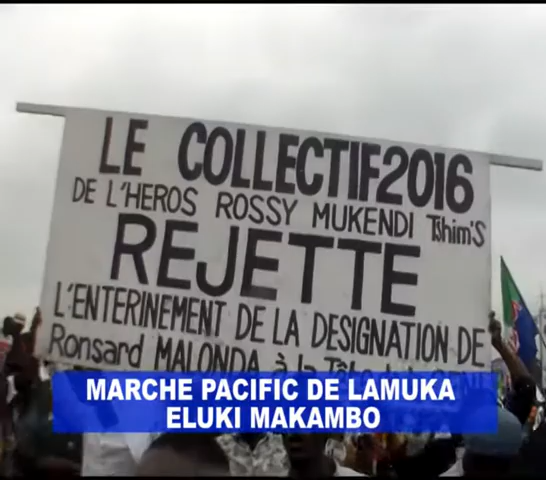 LE COLLECTIF2016
DE L'HEROS ROSSY MUKENDI Tshim'S
REJETTE
L'ENTERINEMENT DE LA DESIGNATION DE
Ronsard MALONDA à la Tête
MARCHE PACIFIC DE LAMUKA
ELUKI MAKAMBO